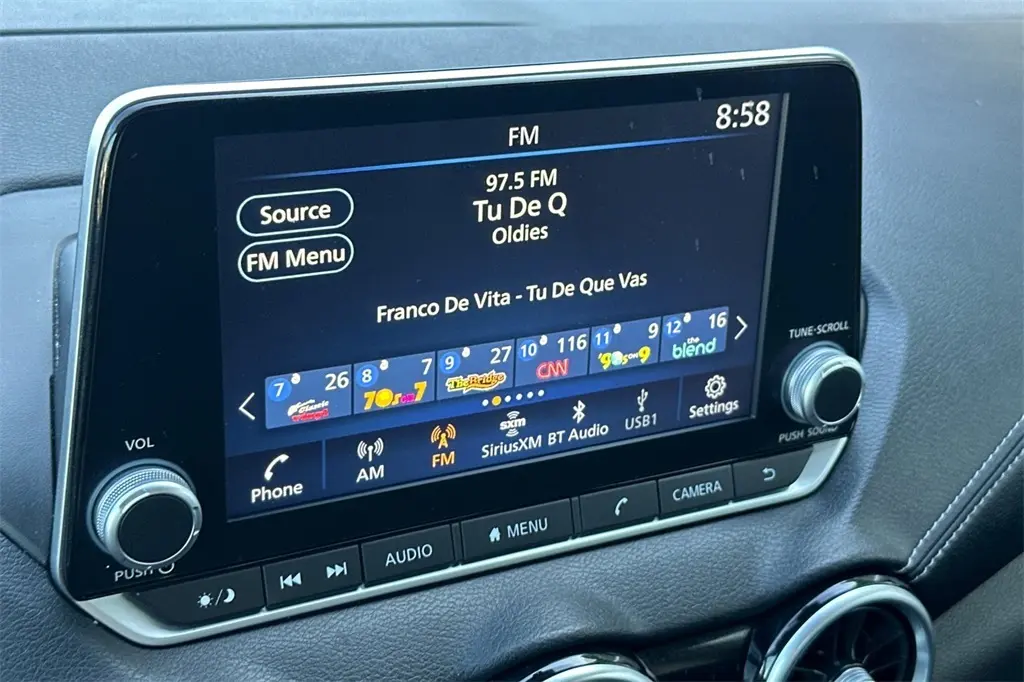 FM
8:58
97.5 FM
Tu De Q
Oldies
Source
FM Menu
Franco De Vita - Tu De Que Vas
7 26
Classic
8 7
70s on 7
9 27
The Bridge
10 116
CNN
11 9
'90s on 9
12 16
the
blend
Phone
AM
FM
sxm
SiriusXM
BT Audio
USB1
Settings
VOL
PUSH
TUNE·SCROLL
PUSH SOUND
AUDIO
MENU
CAMERA